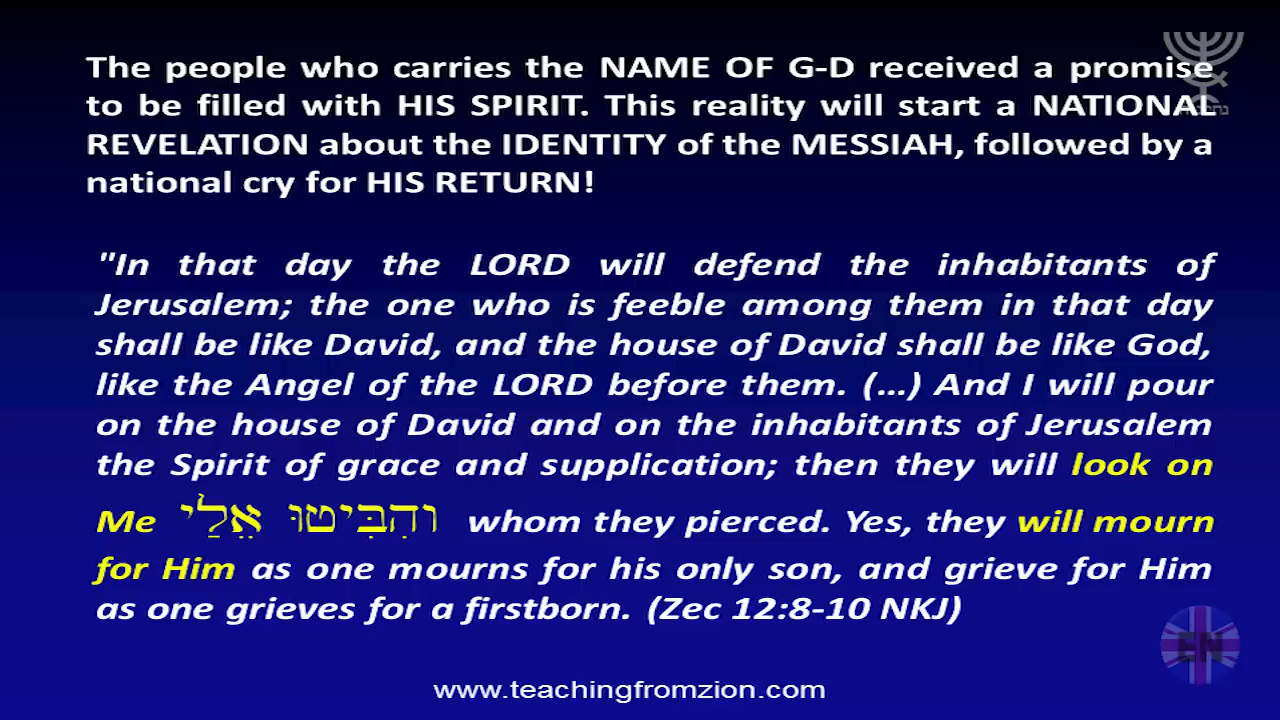 The people who carries the NAME OF G-D received a promise
to be filled with HIS SPIRIT. This reality will start a NATIONAL
REVELATION about the IDENTITY of the MESSIAH, followed by a
national cry for HIS RETURN!
"In that day the LORD will defend the inhabitants of
Jerusalem; the one who is feeble among them in that day
shall be like David, and the house of David shall be like God,
like the Angel of the LORD before them. (...) And I will pour
on the house of David and on the inhabitants of Jerusalem
the Spirit of grace and supplication; then they will look on
Me וְהִבִּיטוּ אֵלַי whom they pierced. Yes, they will mourn
for Him as one mourns for his only son, and grieve for Him
as one grieves for a firstborn. (Zec 12:8-10 NKJ)
EN
www.teachingfromzion.com